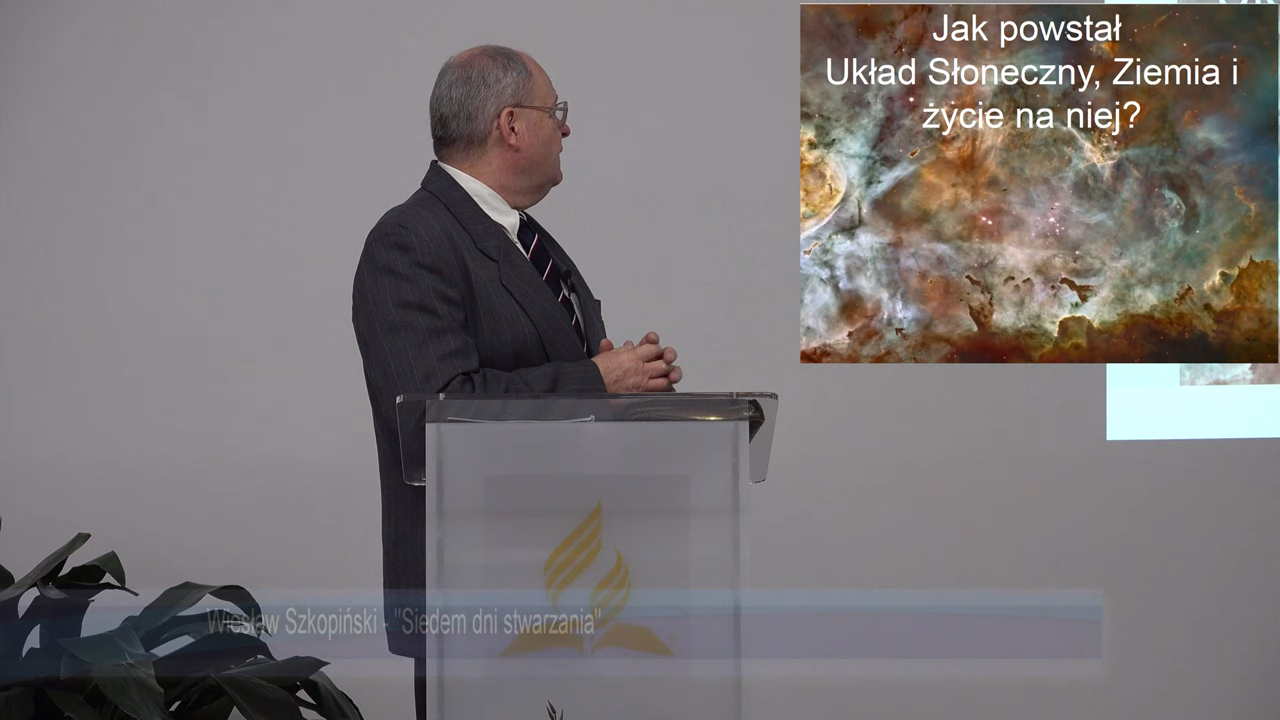 Jak powstał
Układ Słoneczny, Ziemia i
życie na niej?
Wiesław Szkopiński - "Siedem dni stwarzania"